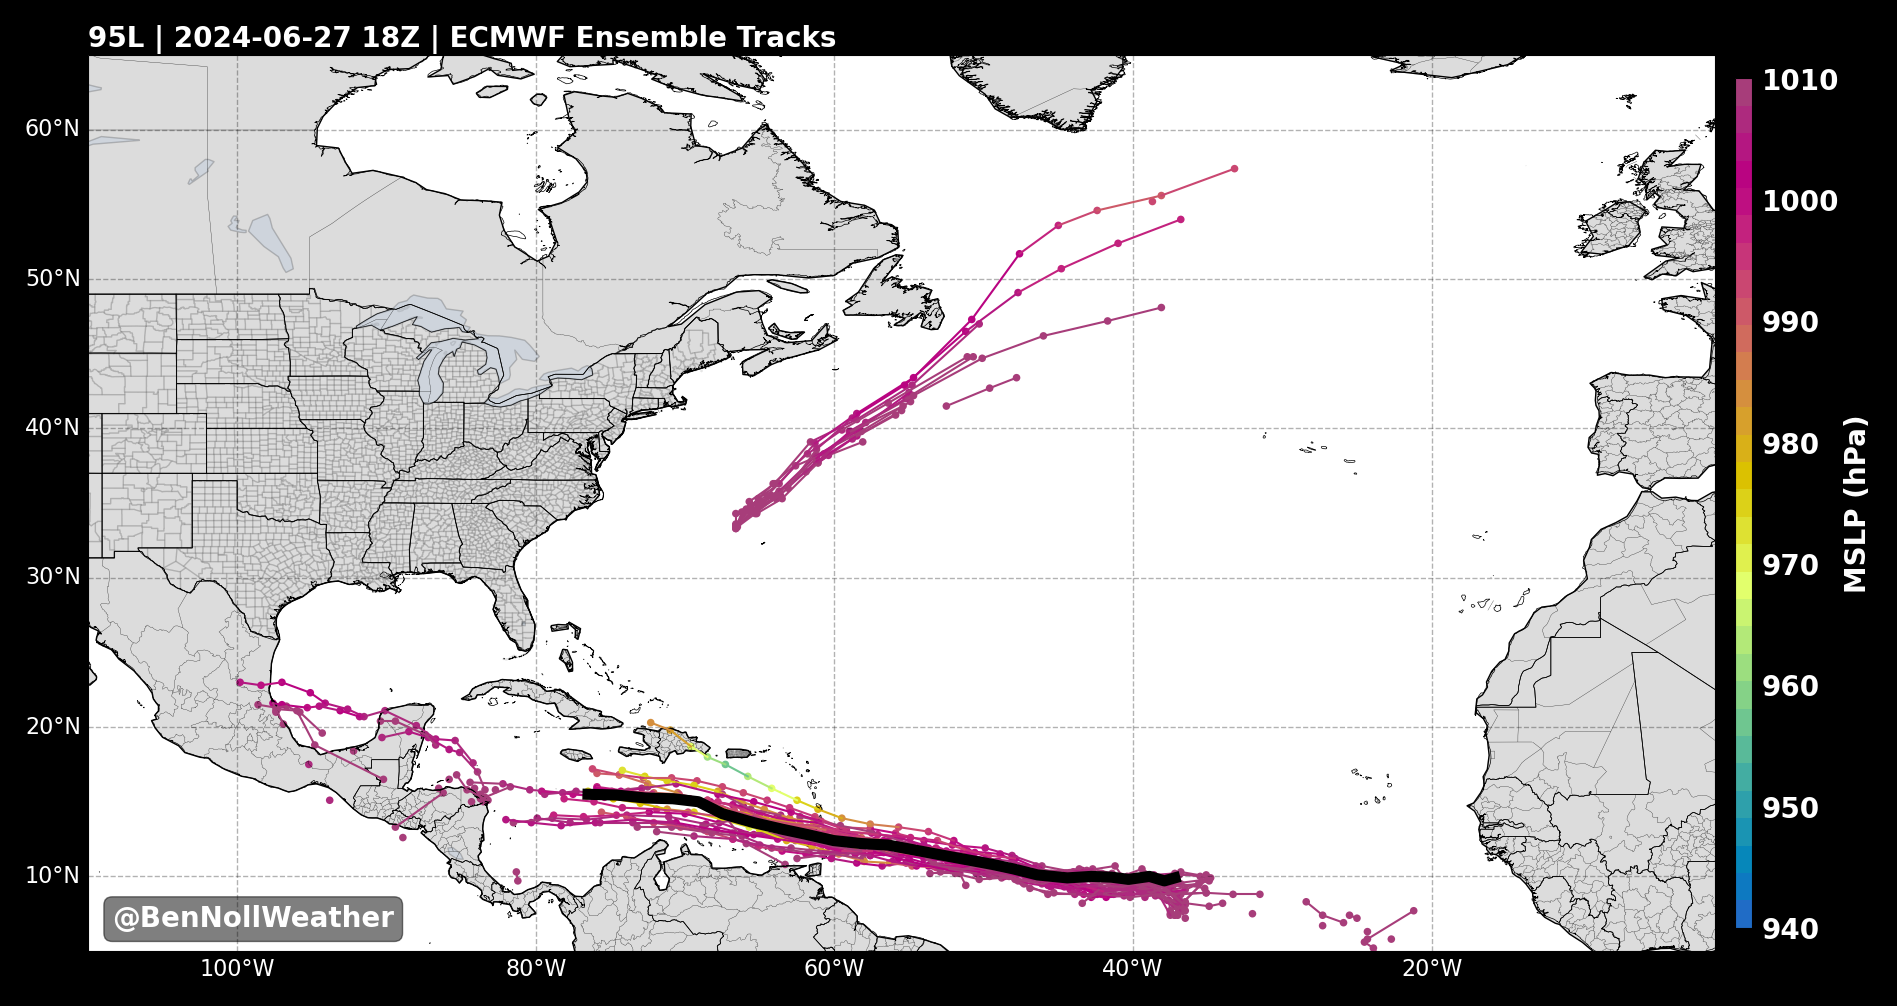 95L | 2024-06-27 18Z | ECMWF Ensemble Tracks
60°N
50°N
40°N
30°N
20°N
10°N
100°W
80°W
60°W
40°W
20°W
@BenNollWeather
1010
1000
990
980
970
960
950
940
MSLP (hPa)